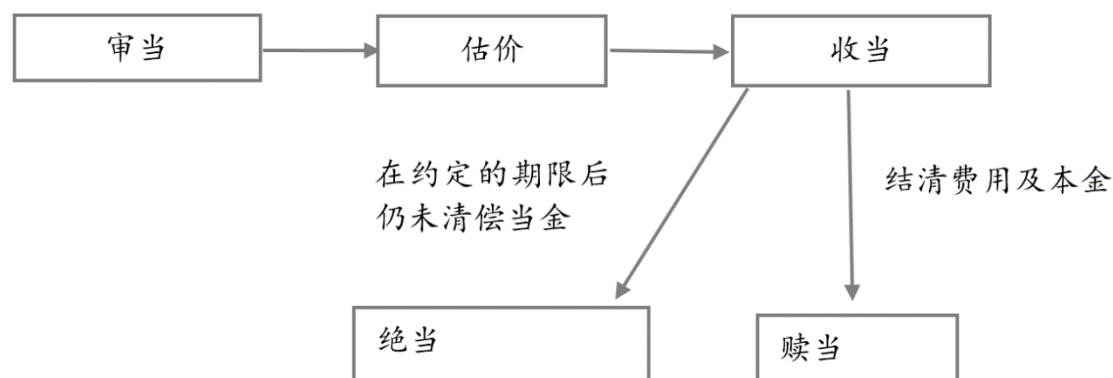 审当
估价
收当
在约定的期限后
仍未清偿当金
结清费用及本金
绝当
赎当